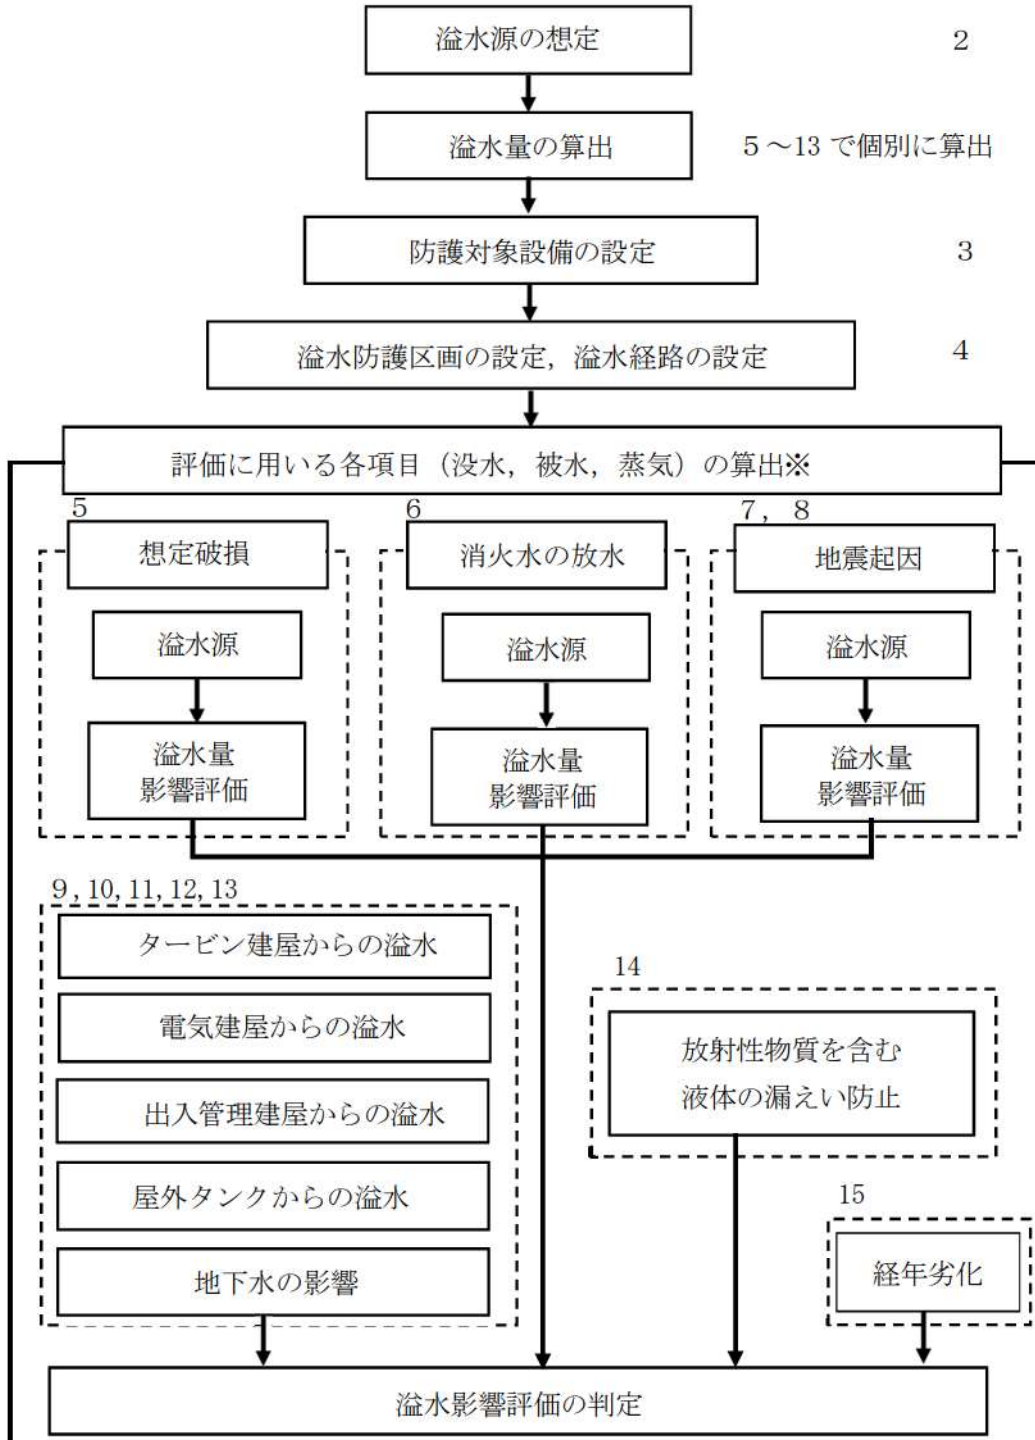 溢水源の想定
２
溢水量の算出
５～13 で個別に算出
防護対象設備の設定
３
溢水防護区画の設定，溢水経路の設定
４
評価に用いる各項目（没水，被水，蒸気）の算出※
５
６
７，８
想定破損
消火水の放水
地震起因
溢水源
溢水源
溢水源
溢水量
影響評価
溢水量
影響評価
溢水量
影響評価
９, 10, 11, 12, 13
タービン建屋からの溢水
電気建屋からの溢水
出入管理建屋からの溢水
屋外タンクからの溢水
地下水の影響
14
放射性物質を含む
液体の漏えい防止
15
経年劣化
溢水影響評価の判定